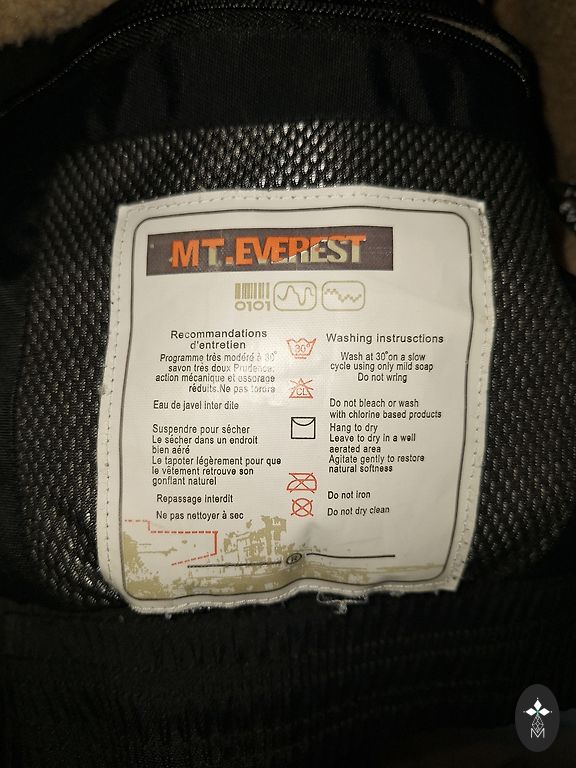 MT.EVEREST
0101
Recommandations
d'entretien
Programme très modéré à 30°
savon très doux Prudence,
action mécanique et essorage
réduits.Ne pas tordre
Eau de javel inter dite
Suspendre pour sécher
Le sécher dans un endroit
bien aéré
Le tapoter légèrement pour que
le vêtement retrouve son
gonflant naturel
Repassage interdit
Ne pas nettoyer à sec
30°
CL
Washing instrusctions
Wash at 30°on a slow
cycle using only mild soap
Do not wring
Do not bleach or wash
with chlorine based products
Hang to dry
Leave to dry in a well
aerated area
Agitate gently to restore
natural softness
Do not iron
Do not dry clean
®
M